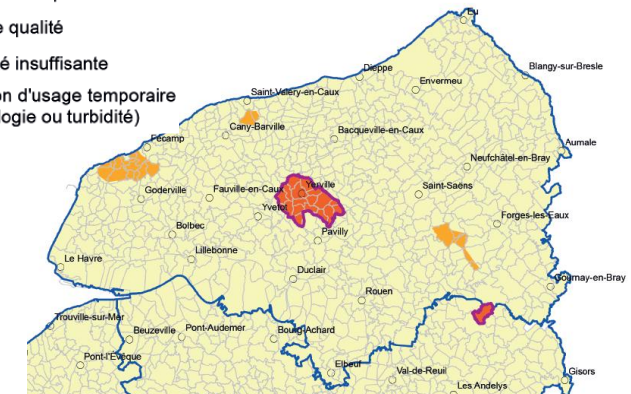 e qualité
é insuffisante
on d'usage temporaire
logie ou turbidité)
Eu
Dieppe
Blangy-sur-Bresle
Envermeu
Saint-Valery-en-Caux
Cany-Barville
Bacqueville-en-Caux
Fécamp
Aumale
Neufchâtel-en-Bray
Goderville
Fauville-en-Caux
Yerville
Saint-Saëns
Yvetot
Forges-les-Eaux
Bolbec
Pavilly
Lillebonne
Le Havre
Duclair
Gournay-en-Bray
Rouen
Trouville-sur-Mer
Beuzeville
Pont-Audemer
Bourg-Achard
Pont-l'Évêque
Elbeuf
Val-de-Reuil
Gisors
Les Andelys